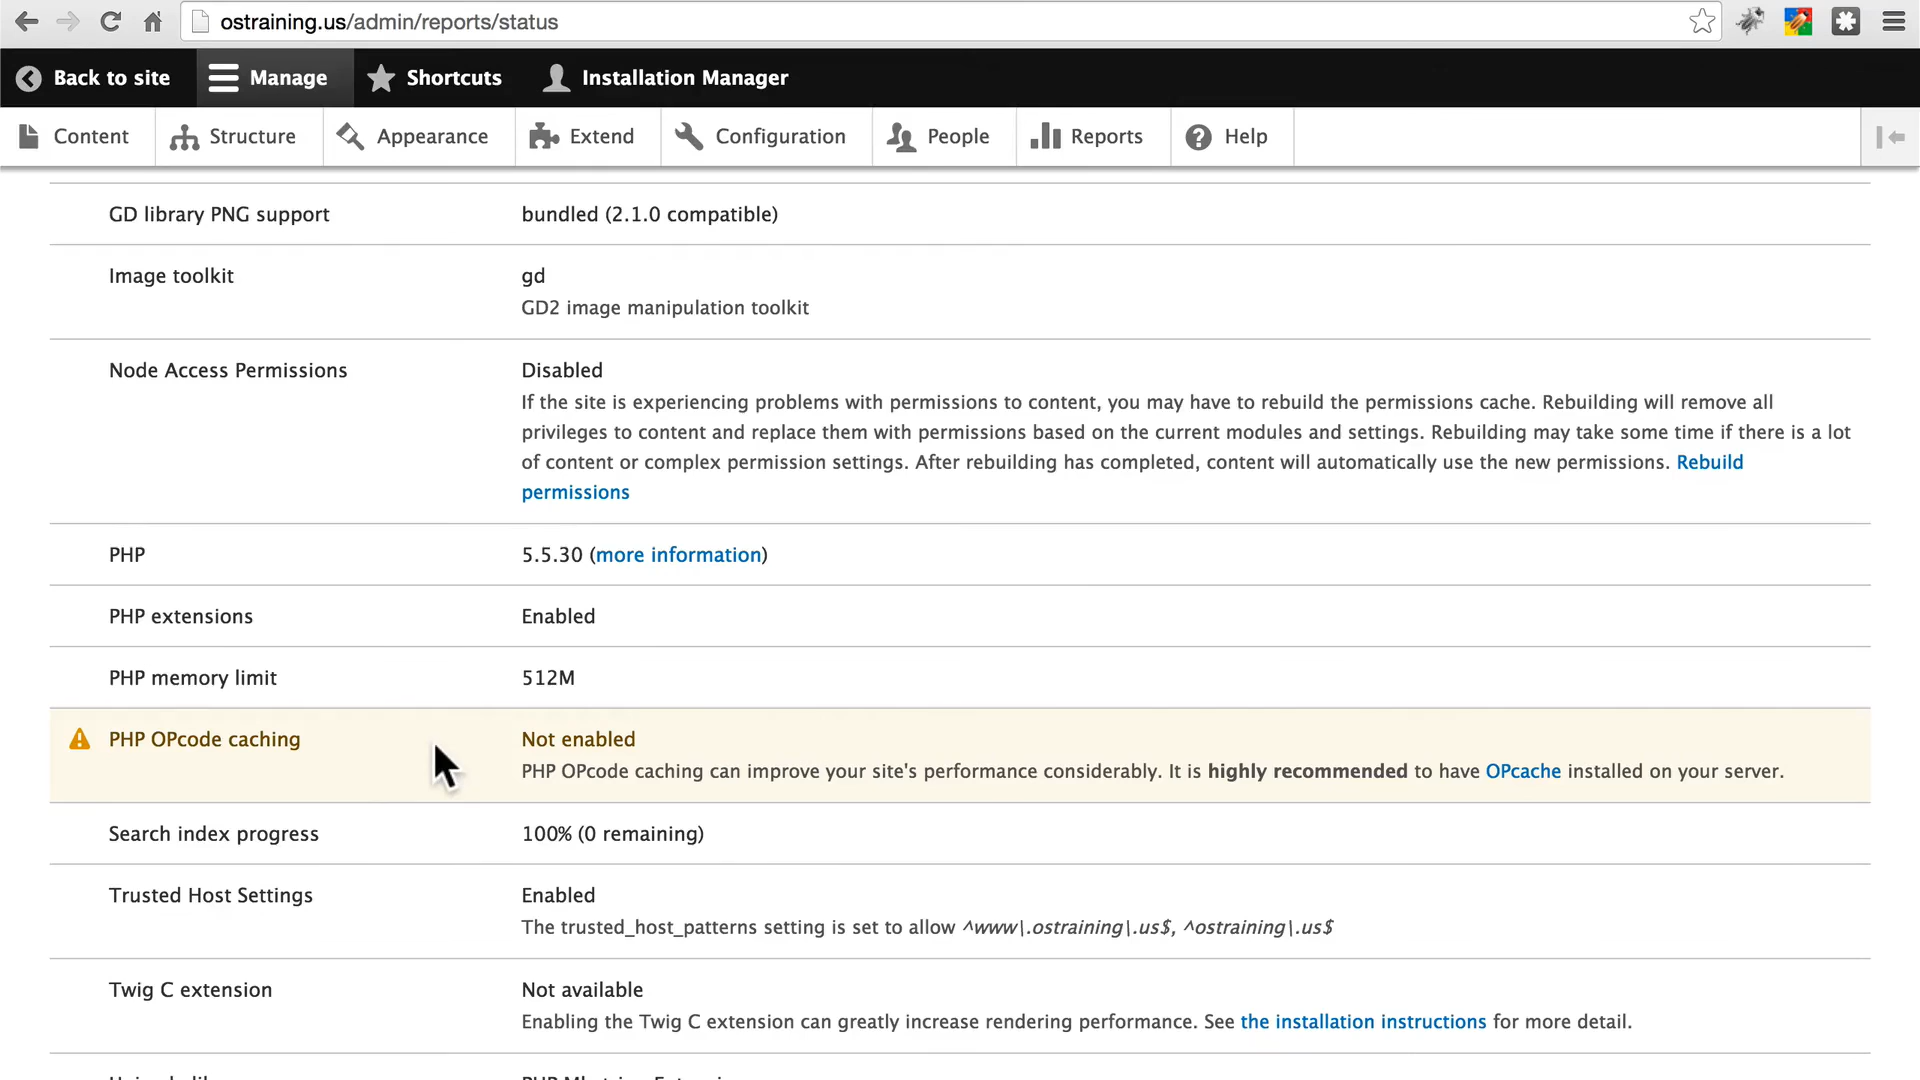 ostraining.us/admin/reports/status
Back to site
Manage
Shortcuts
Installation Manager
Content
Structure
Appearance
Extend
Configuration
People
Reports
Help
GD library PNG support
bundled (2.1.0 compatible)
Image toolkit
gd
GD2 image manipulation toolkit
Node Access Permissions
Disabled
If the site is experiencing problems with permissions to content, you may have to rebuild the permissions cache. Rebuilding will remove all
privileges to content and replace them with permissions based on the current modules and settings. Rebuilding may take some time if there is a lot
of content or complex permission settings. After rebuilding has completed, content will automatically use the new permissions. Rebuild
permissions
PHP
5.5.30 (more information)
PHP extensions
Enabled
PHP memory limit
512M
PHP OPcode caching
Not enabled
PHP OPcode caching can improve your site's performance considerably. It is highly recommended to have OPcache installed on your server.
Search index progress
100% (0 remaining)
Trusted Host Settings
Enabled
The trusted_host_patterns setting is set to allow ^www\.ostraining\.us$, ^ostraining\.us$
Twig C extension
Not available
Enabling the Twig C extension can greatly increase rendering performance. See the installation instructions for more detail.